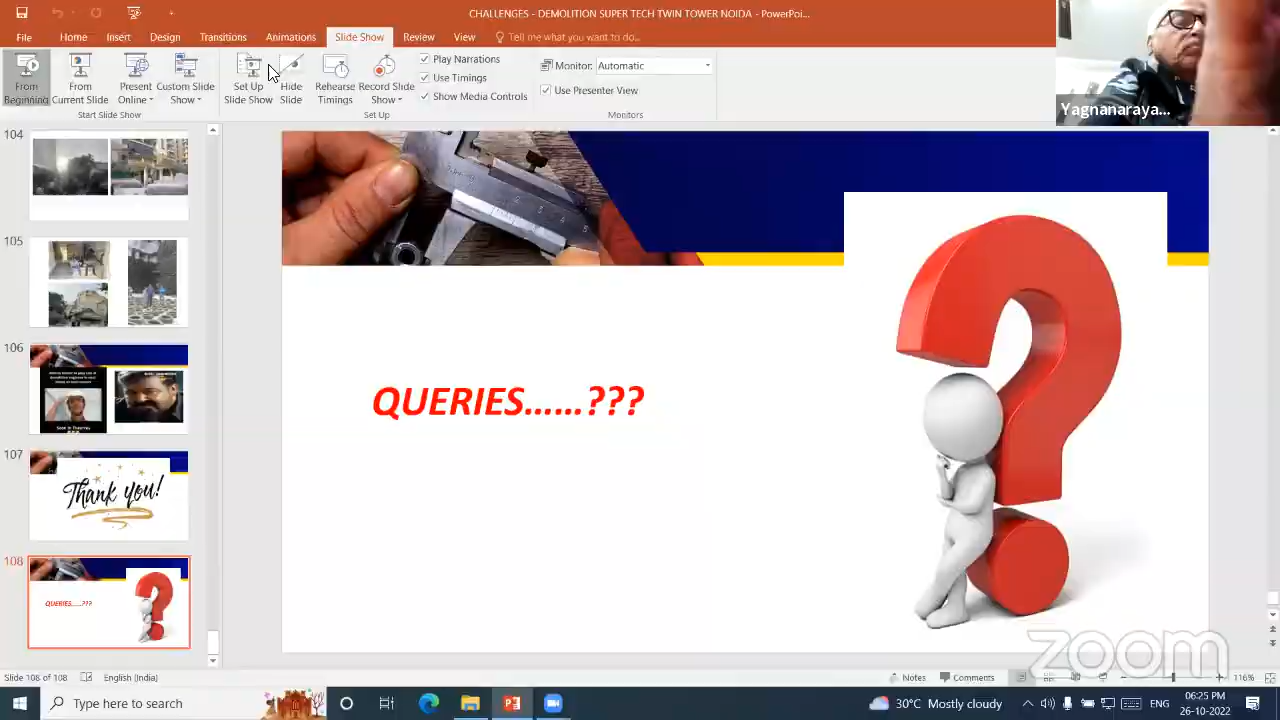 CHALLENGES - DEMOLITION SUPER TECH TWIN TOWER NOIDA - PowerPoi...
File Home Insert Design Transitions Animations Slide Show Review View Tell me what you want to do...
From Beginning
From Current Slide
Present Online
Custom Slide Show
Set Up Slide Show
Hide Slide
Rehearse Timings
Record Slide Show
Play Narrations
Use Timings
Show Media Controls
Monitor: Automatic
Use Presenter View
Start Slide Show
Set Up
Monitors
Yagnanaraya...
104
105
106
107
Thank you!
108
QUERIES......???
QUERIES......???
zoom
Slide 108 of 108 English (India)
Notes Comments 116%
Type here to search
30°C Mostly cloudy
ENG
06:25 PM
26-10-2022